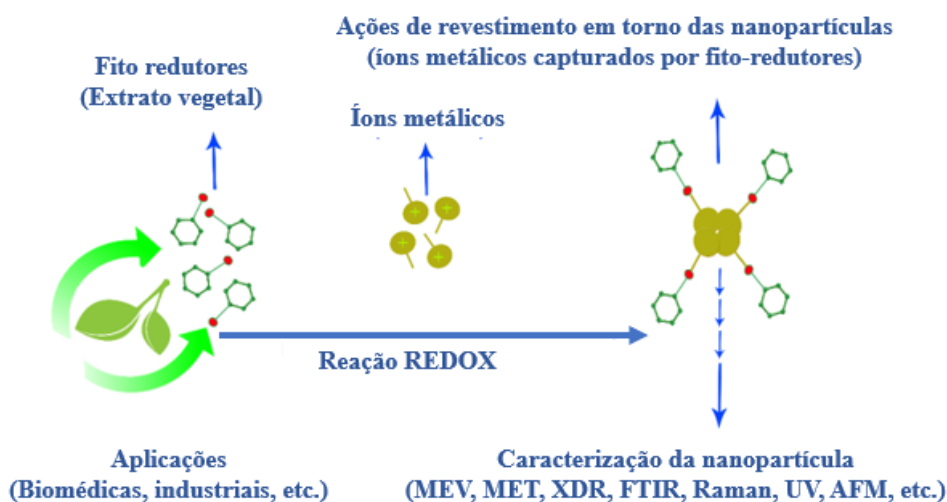 Ações de revestimento em torno das nanopartículas
(íons metálicos capturados por fito-redutores)
Fito redutores
(Extrato vegetal)
Íons metálicos
+
+
+
+
Reação REDOX
Aplicações
(Biomédicas, industriais, etc.)
Caracterização da nanopartícula
(MEV, MET, XDR, FTIR, Raman, UV, AFM, etc.)